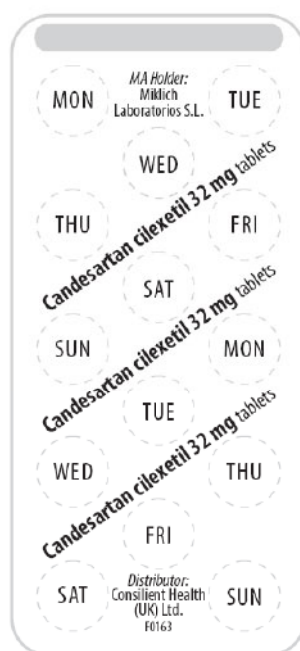 MON
MA Holder:
Miklich
Laboratorios S.L.
TUE
WED
Candesartan cilexetil 32 mg tablets
THU
FRI
SAT
Candesartan cilexetil 32 mg tablets
SUN
MON
TUE
Candesartan cilexetil 32 mg tablets
WED
THU
FRI
SAT
Distributor:
Consilient Health
(UK) Ltd.
F0163
SUN